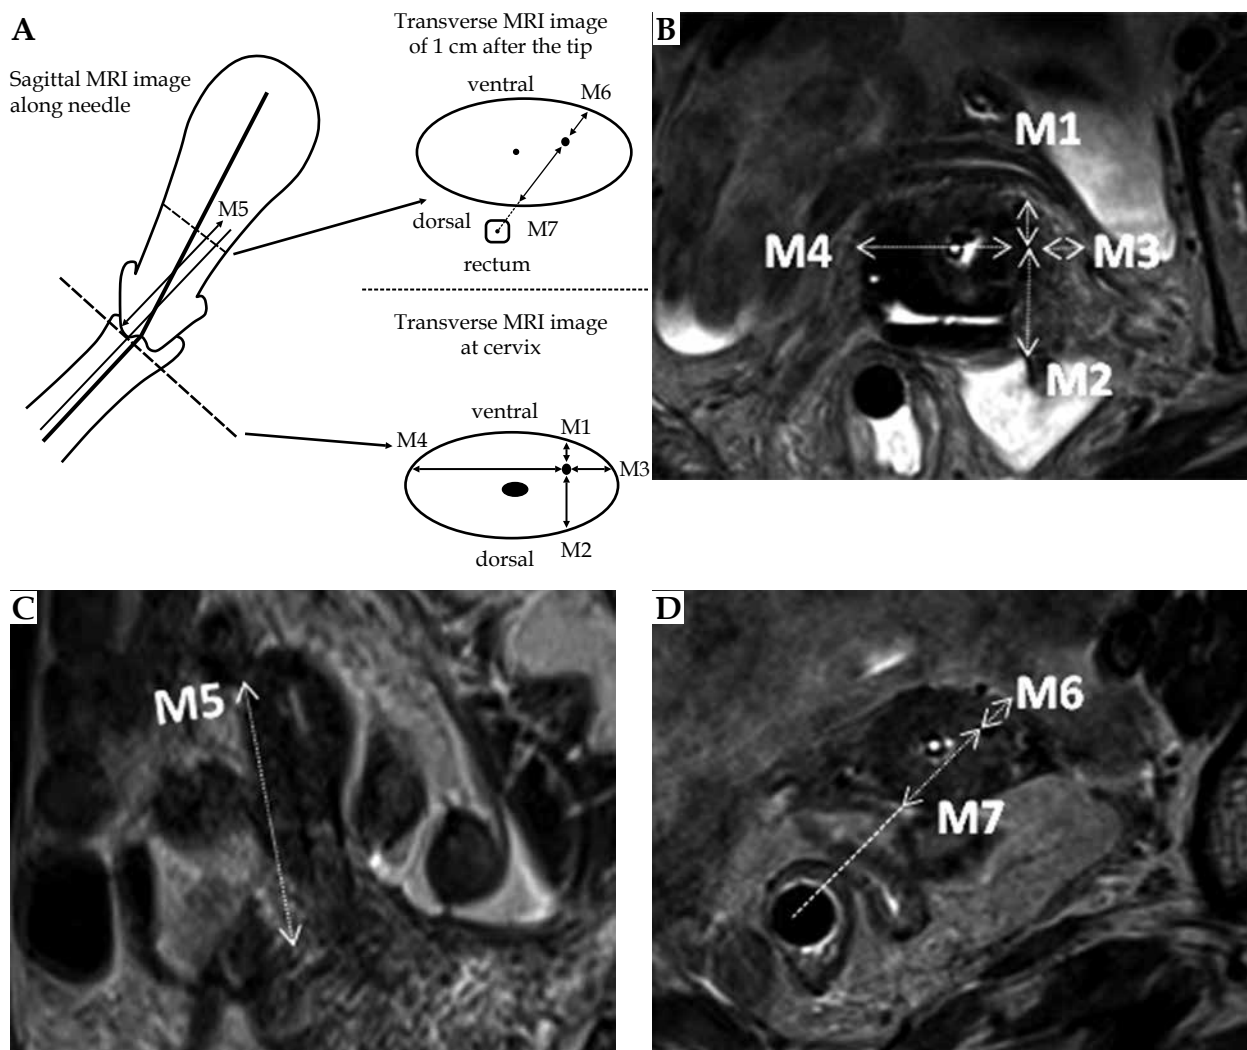 A
Sagittal MRI image
along needle
M5
Transverse MRI image
of 1 cm after the tip
ventral
M6
dorsal
M7
rectum
Transverse MRI image
at cervix
ventral
M4
M1
M3
M2
dorsal
B
M1
M4
M3
M2
C
M5
D
M6
M7